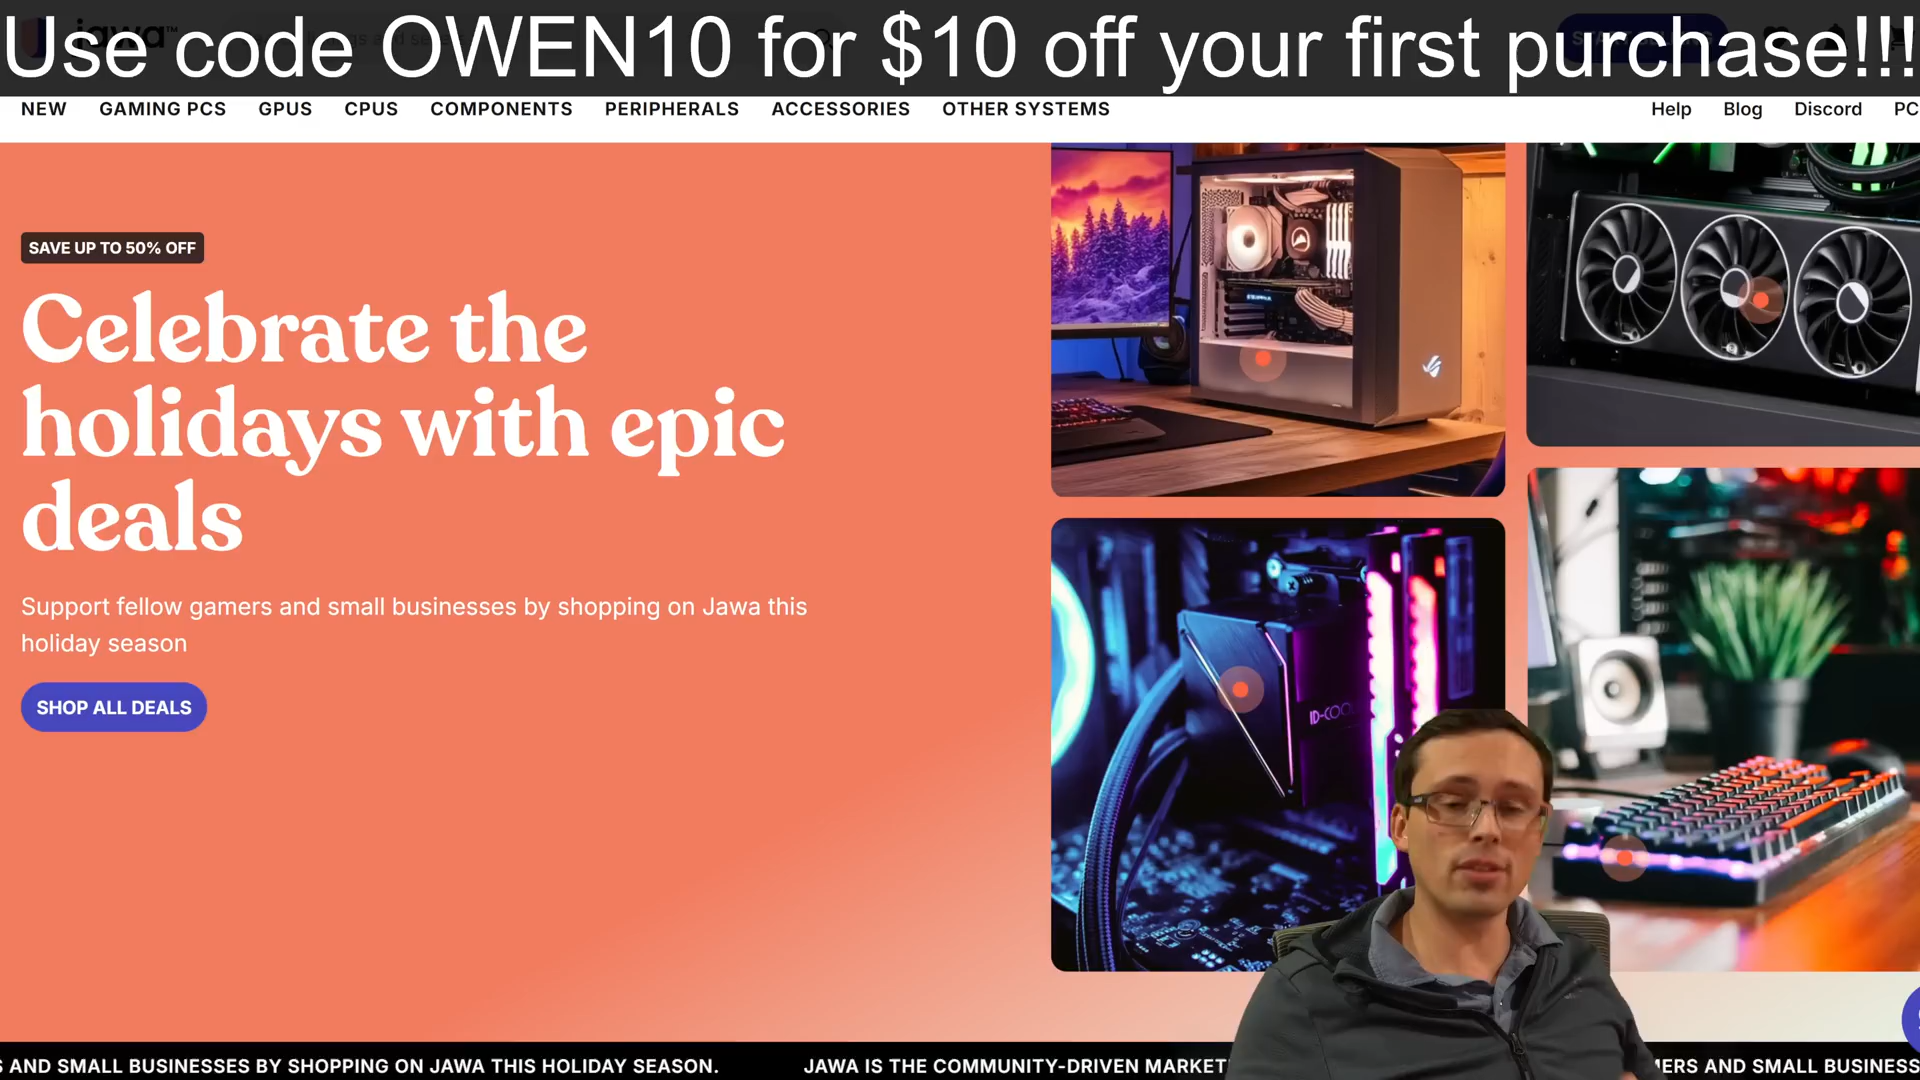 Use code OWEN10 for $10 off your first purchase!!!
NEW GAMING PCS GPUS CPUS COMPONENTS PERIPHERALS ACCESSORIES OTHER SYSTEMS Help Blog Discord PC
SAVE UP TO 50% OFF
Celebrate the
holidays with epic
deals
Support fellow gamers and small businesses by shopping on Jawa this
holiday season
SHOP ALL DEALS
ID-COO
S AND SMALL BUSINESSES BY SHOPPING ON JAWA THIS HOLIDAY SEASON. JAWA IS THE COMMUNITY-DRIVEN MARKET MERS AND SMALL BUSINESS